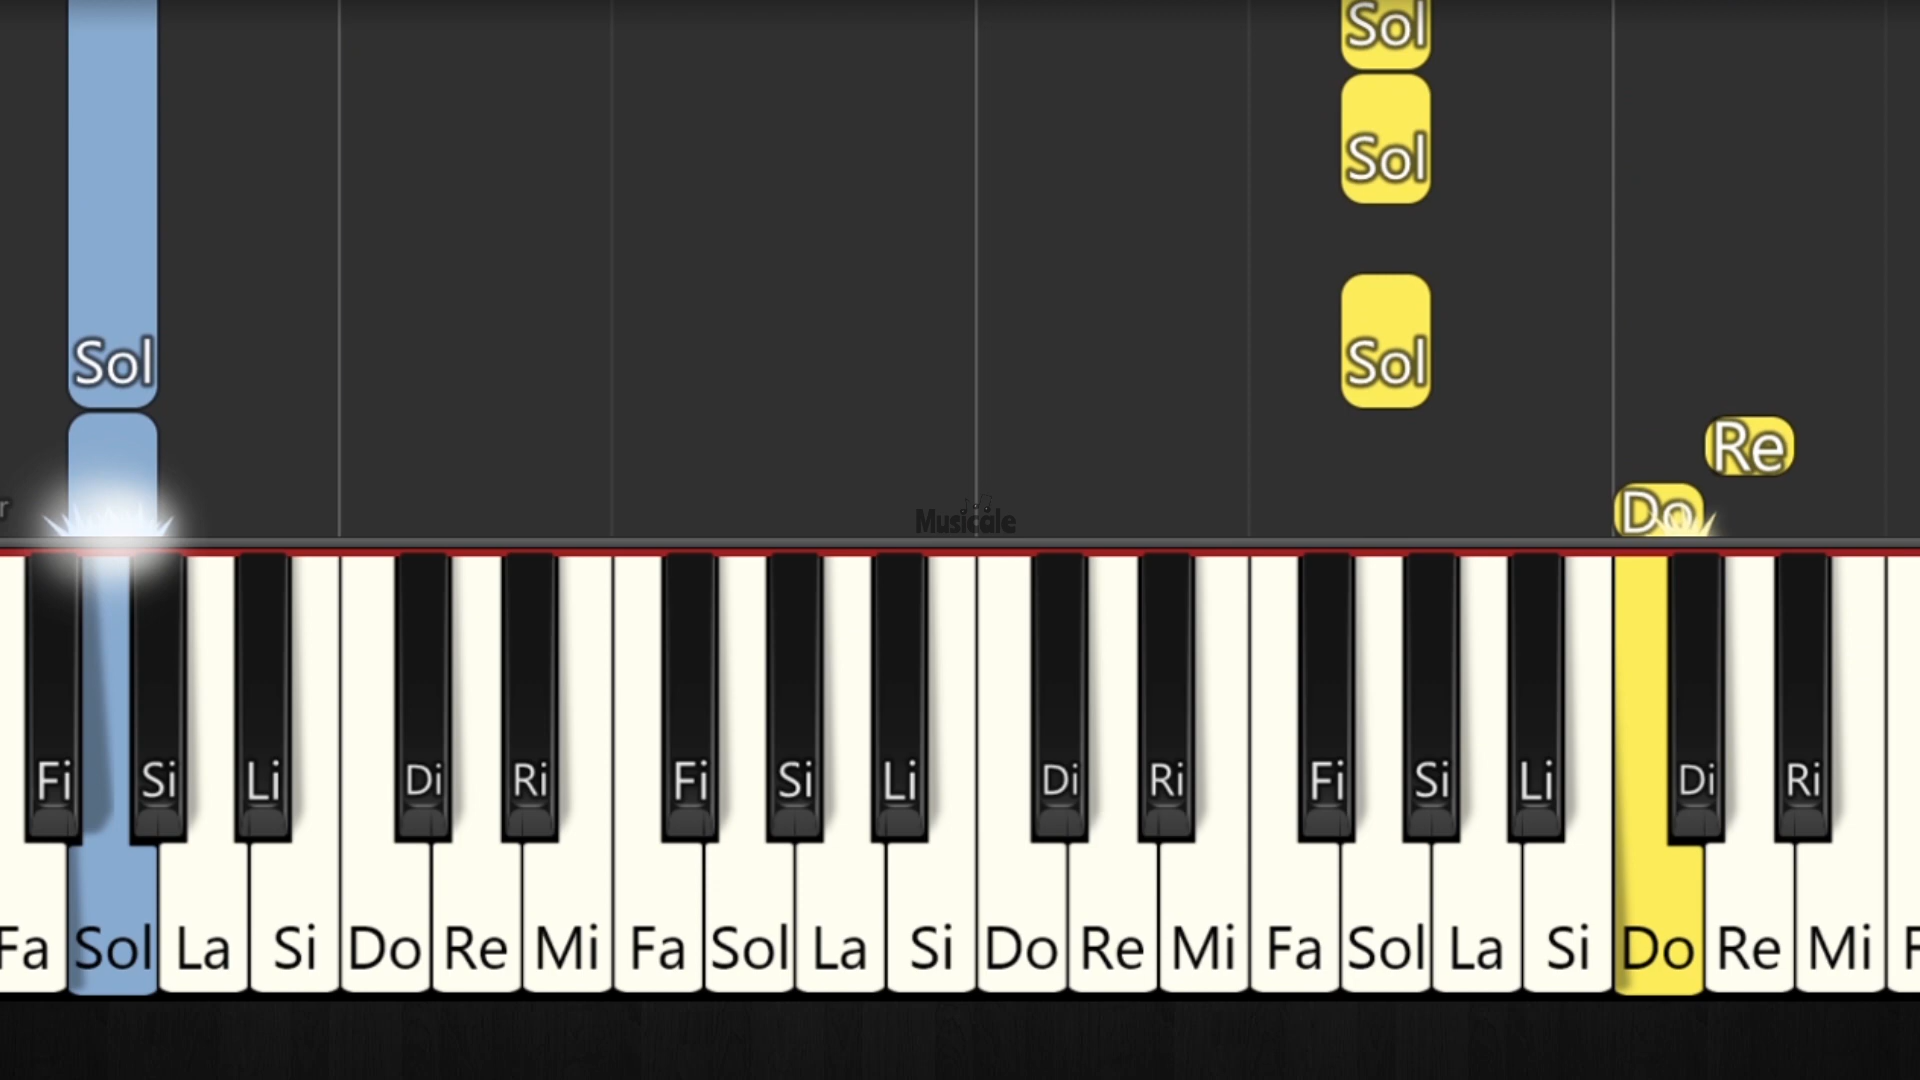 Sol
Sol
Sol Sol
Re
r Musicale Do
Fi Si Li Di Ri Fi Si Li Di Ri Fi Si Li Di Ri
Fa Sol La Si Do Re Mi Fa Sol La Si Do Re Mi Fa Sol La Si Do Re Mi F